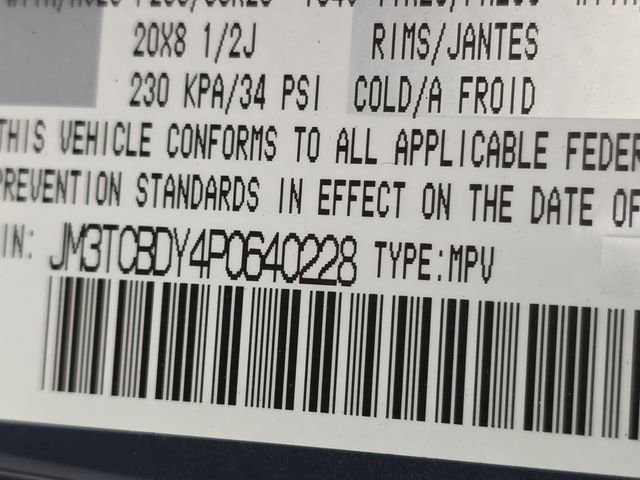 20X8 1/2J RIMS/JANTES
230 KPA/34 PSI COLD/A FROID
THIS VEHICLE CONFORMS TO ALL APPLICABLE FEDER
PREVENTION STANDARDS IN EFFECT ON THE DATE OF
IN: JM3TCBDY4P0640228 TYPE:MPV